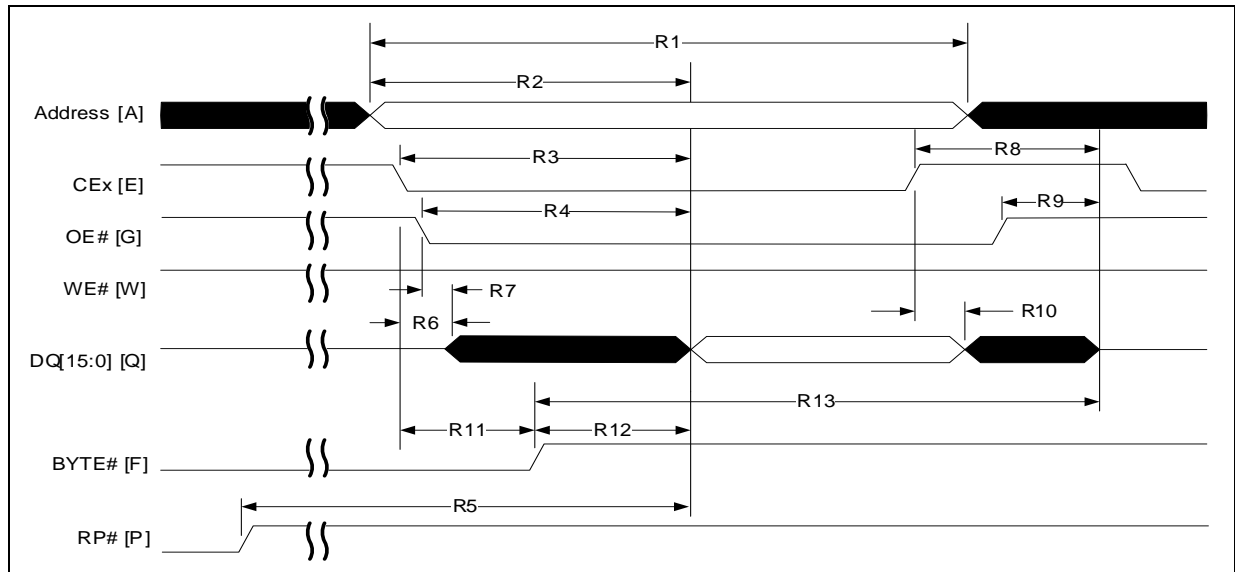 R1
R2
Address [A]
R3
R8
CEx [E]
R4
R9
OE# [G]
WE# [W]
R7
R6
R10
DQ[15:0] [Q]
R13
R11
R12
BYTE# [F]
R5
RP# [P]